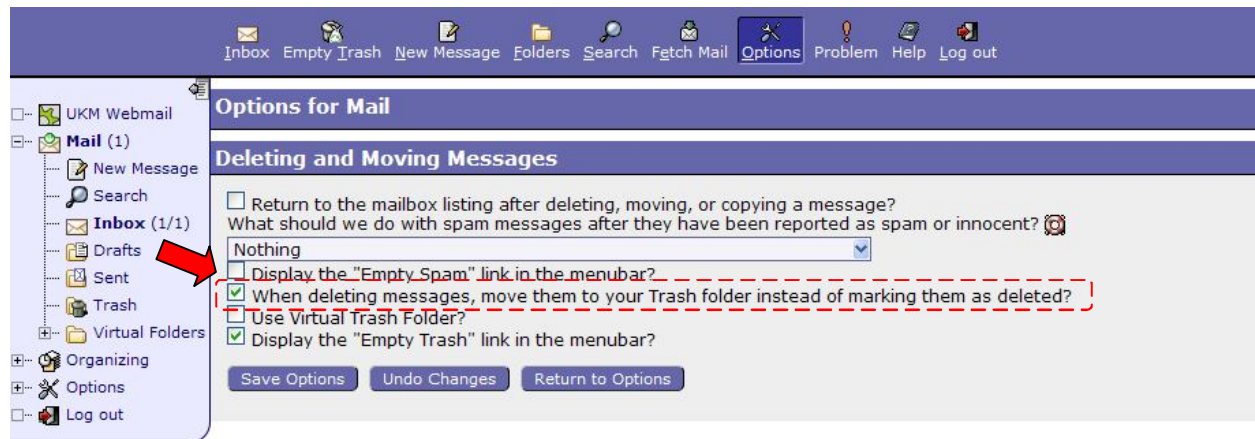 Inbox Empty Trash New Message Folders Search Fetch Mail Options Problem Help Log out
UKM Webmail
Mail (1)
New Message
Search
Inbox (1/1)
Drafts
Sent
Trash
Virtual Folders
Organizing
Options
Log out
Options for Mail
Deleting and Moving Messages
Return to the mailbox listing after deleting, moving, or copying a message?
What should we do with spam messages after they have been reported as spam or innocent?
Nothing
Display the "Empty Spam" link in the menubar?
When deleting messages, move them to your Trash folder instead of marking them as deleted?
Use Virtual Trash Folder?
Display the "Empty Trash" link in the menubar?
Save Options Undo Changes Return to Options